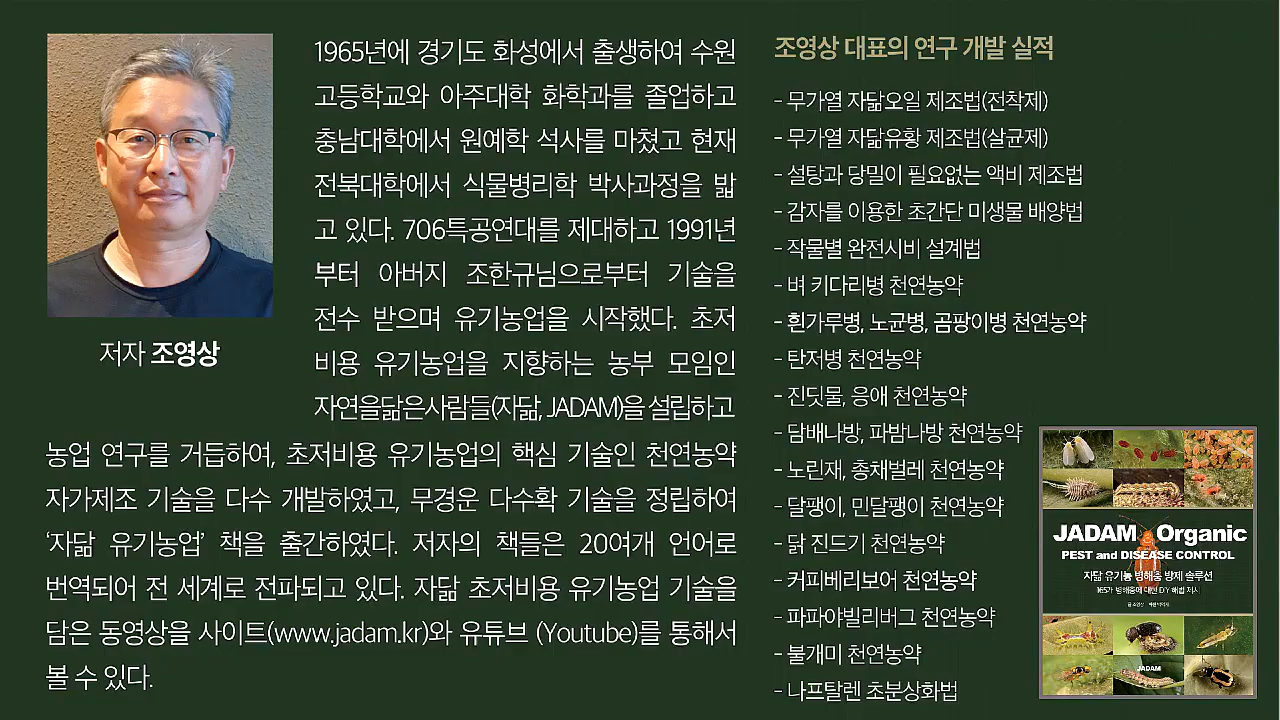 1965년에 경기도 화성에서 출생하여 수원
고등학교와 아주대학 화학과를 졸업하고
충남대학에서 원예학 석사를 마쳤고 현재
전북대학에서 식물병리학 박사과정을 밟
고 있다. 706특공연대를 제대하고 1991년
부터 아버지 조한규님으로부터 기술을
전수 받으며 유기농업을 시작했다. 초저
비용 유기농업을 지향하는 농부 모임인
자연을닮은사람들(자닮, JADAM)을 설립하고
농업 연구를 거듭하여, 초저비용 유기농업의 핵심 기술인 천연농약
자가제조 기술을 다수 개발하였고, 무경운 다수확 기술을 정립하여
‘자닮 유기농업’ 책을 출간하였다. 저자의 책들은 20여개 언어로
번역되어 전 세계로 전파되고 있다. 자닮 초저비용 유기농업 기술을
담은 동영상을 사이트(www.jadam.kr)와 유튜브 (Youtube)를 통해서
볼 수 있다.
저자 조영상
조영상 대표의 연구 개발 실적
- 무가열 자닮오일 제조법(전착제)
- 무가열 자닮유황 제조법(살균제)
- 설탕과 당밀이 필요없는 액비 제조법
- 감자를 이용한 초간단 미생물 배양법
- 작물별 완전시비 설계법
- 벼 키다리병 천연농약
- 흰가루병, 노균병, 곰팡이병 천연농약
- 탄저병 천연농약
- 진딧물, 응애 천연농약
- 담배나방, 파밤나방 천연농약
- 노린재, 총채벌레 천연농약
- 달팽이, 민달팽이 천연농약
- 닭 진드기 천연농약
- 커피베리보어 천연농약
- 파파야빌리버그 천연농약
- 불개미 천연농약
- 나프탈렌 초분상화법
JADAM Organic
PEST and DISEASE CONTROL
자닮 유기농 병해충 방제 솔루션
JADAM